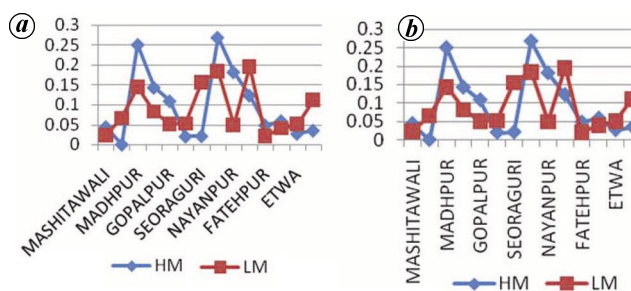 a
0.3
0.25
0.2
0.15
0.1
0.05
0
MASHITAWALI
MADHPUR
GOPALPUR
SEORAGURI
NAYANPUR
FATEHPUR
ETWA
HM LM
b
0.3
0.25
0.2
0.15
0.1
0.05
0
MASHITAWALI
MADHPUR
GOPALPUR
SEORAGURI
NAYANPUR
FATEHPUR
ETWA
HM LM